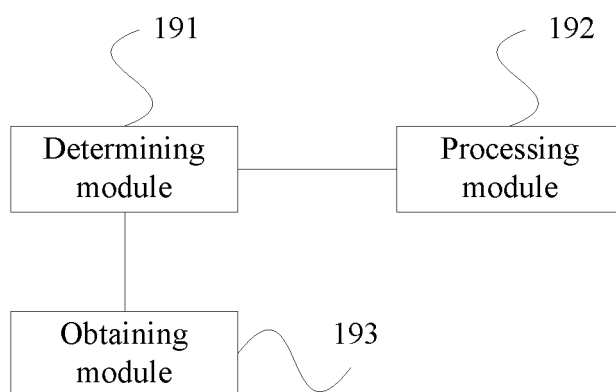 191
192
Determining
module
Processing
module
Obtaining
module
193